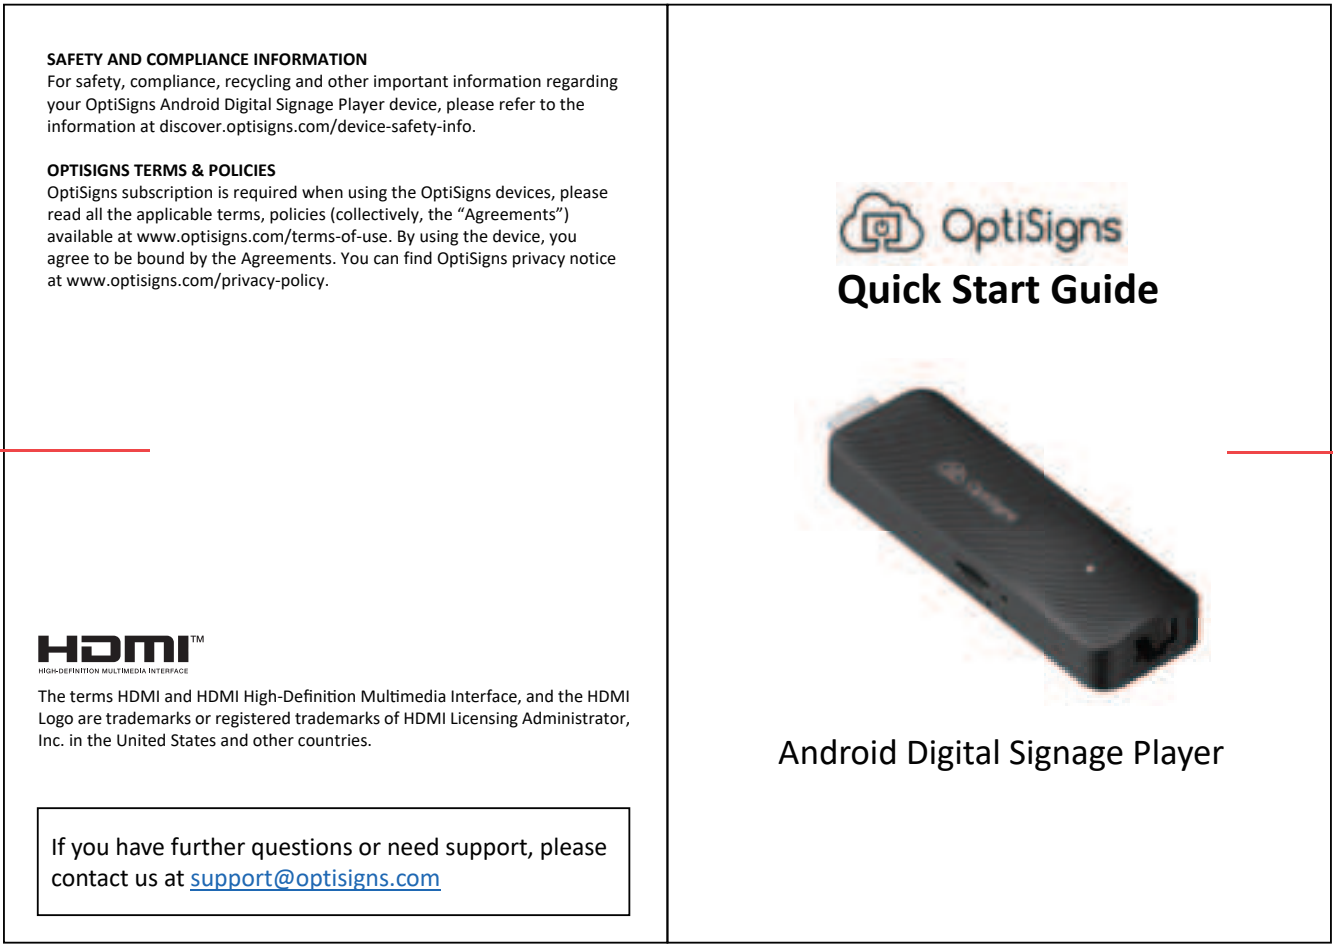 SAFETY AND COMPLIANCE INFORMATION
For safety, compliance, recycling and other important information regarding
your OptiSigns Android Digital Signage Player device, please refer to the
information at discover.optisigns.com/device-safety-info.
OPTISIGNS TERMS & POLICIES
OptiSigns subscription is required when using the OptiSigns devices, please
read all the applicable terms, policies (collectively, the “Agreements”)
available at www.optisigns.com/terms-of-use. By using the device, you
agree to be bound by the Agreements. You can find OptiSigns privacy notice
at www.optisigns.com/privacy-policy.
HDMI™
HIGH-DEFINITION MULTIMEDIA INTERFACE
The terms HDMI and HDMI High-Definition Multimedia Interface, and the HDMI
Logo are trademarks or registered trademarks of HDMI Licensing Administrator,
Inc. in the United States and other countries.
If you have further questions or need support, please
contact us at support@optisigns.com
OptiSigns
Quick Start Guide
OptiSigns
Android Digital Signage Player